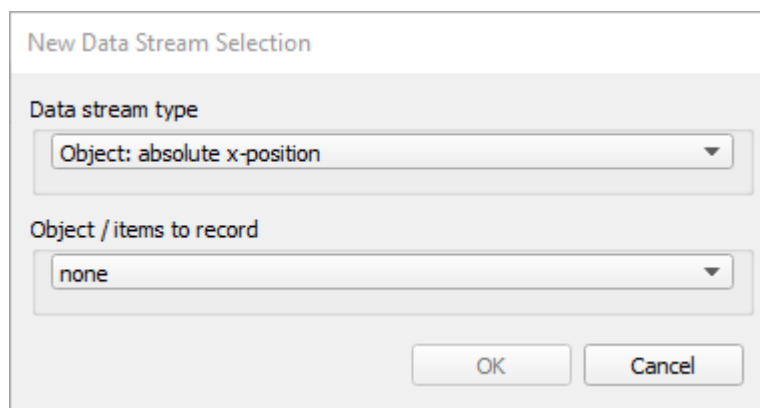 New Data Stream Selection
Data stream type
Object: absolute x-position
Object / items to record
none
OK
Cancel